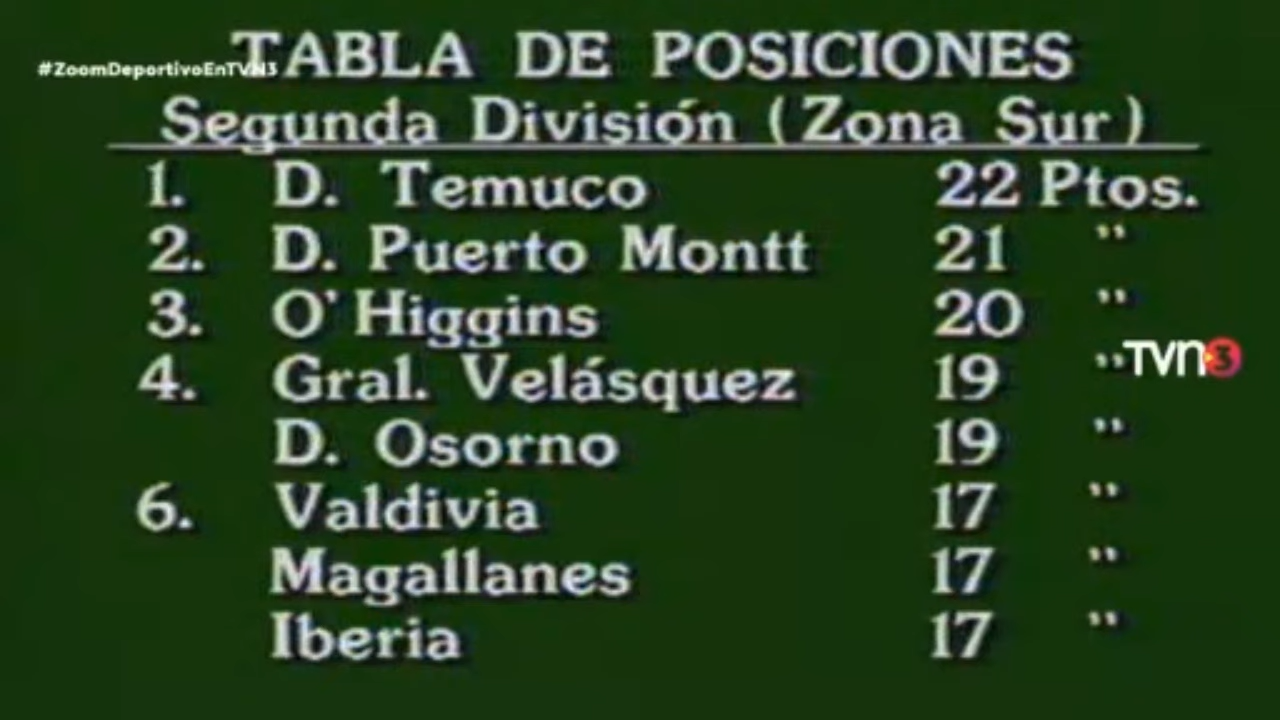 #ZoomDeportivoEnTVN3
TABLA DE POSICIONES
Segunda División (Zona Sur)
1. D. Temuco 22 Ptos.
2. D. Puerto Montt 21 "
3. O'Higgins 20 "
4. Gral. Velásquez 19 "
TVN3
D. Osorno 19 "
6. Valdivia 17 "
Magallanes 17 "
Iberia 17 "